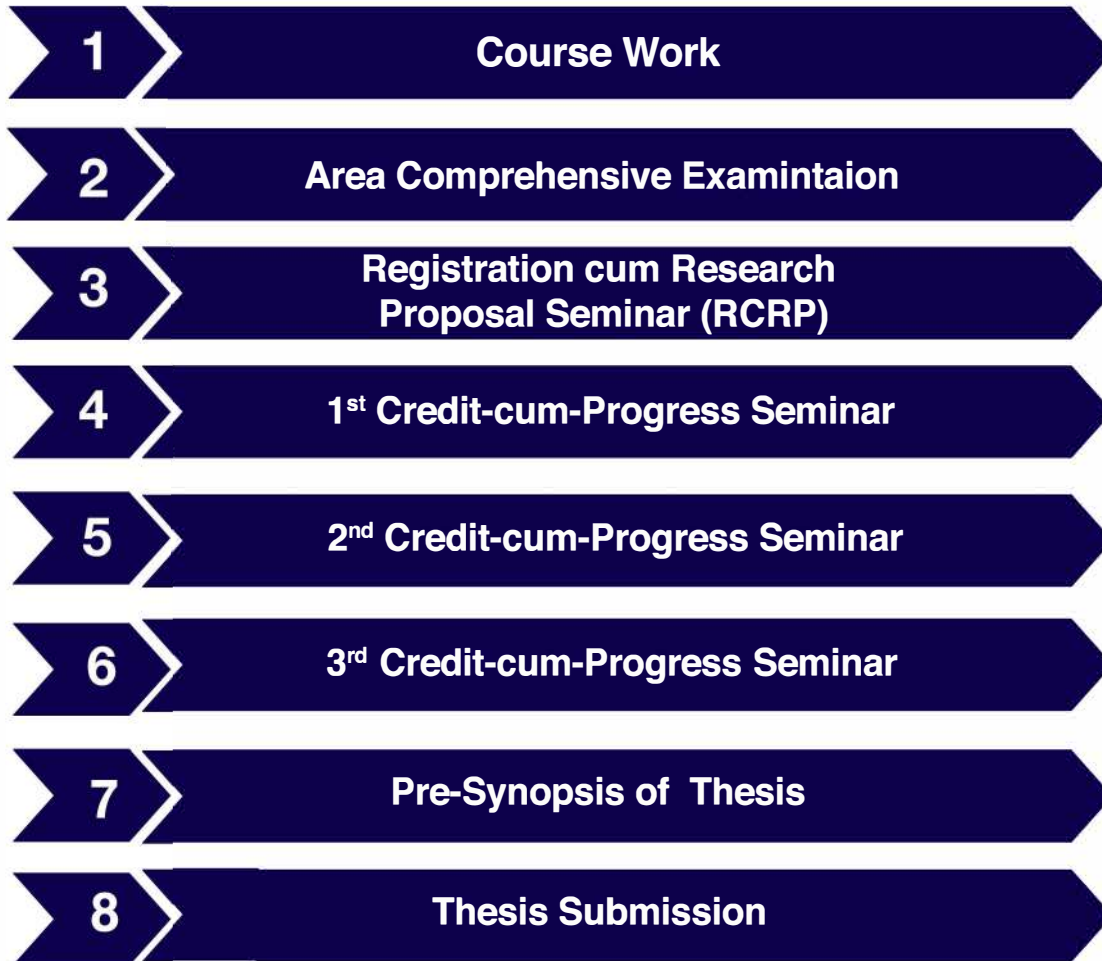 1 Course Work
2 Area Comprehensive Examintaion
3 Registration cum Research
Proposal Seminar (RCRP)
4 1st Credit-cum-Progress Seminar
5 2nd Credit-cum-Progress Seminar
6 3rd Credit-cum-Progress Seminar
7 Pre-Synopsis of Thesis
8 Thesis Submission